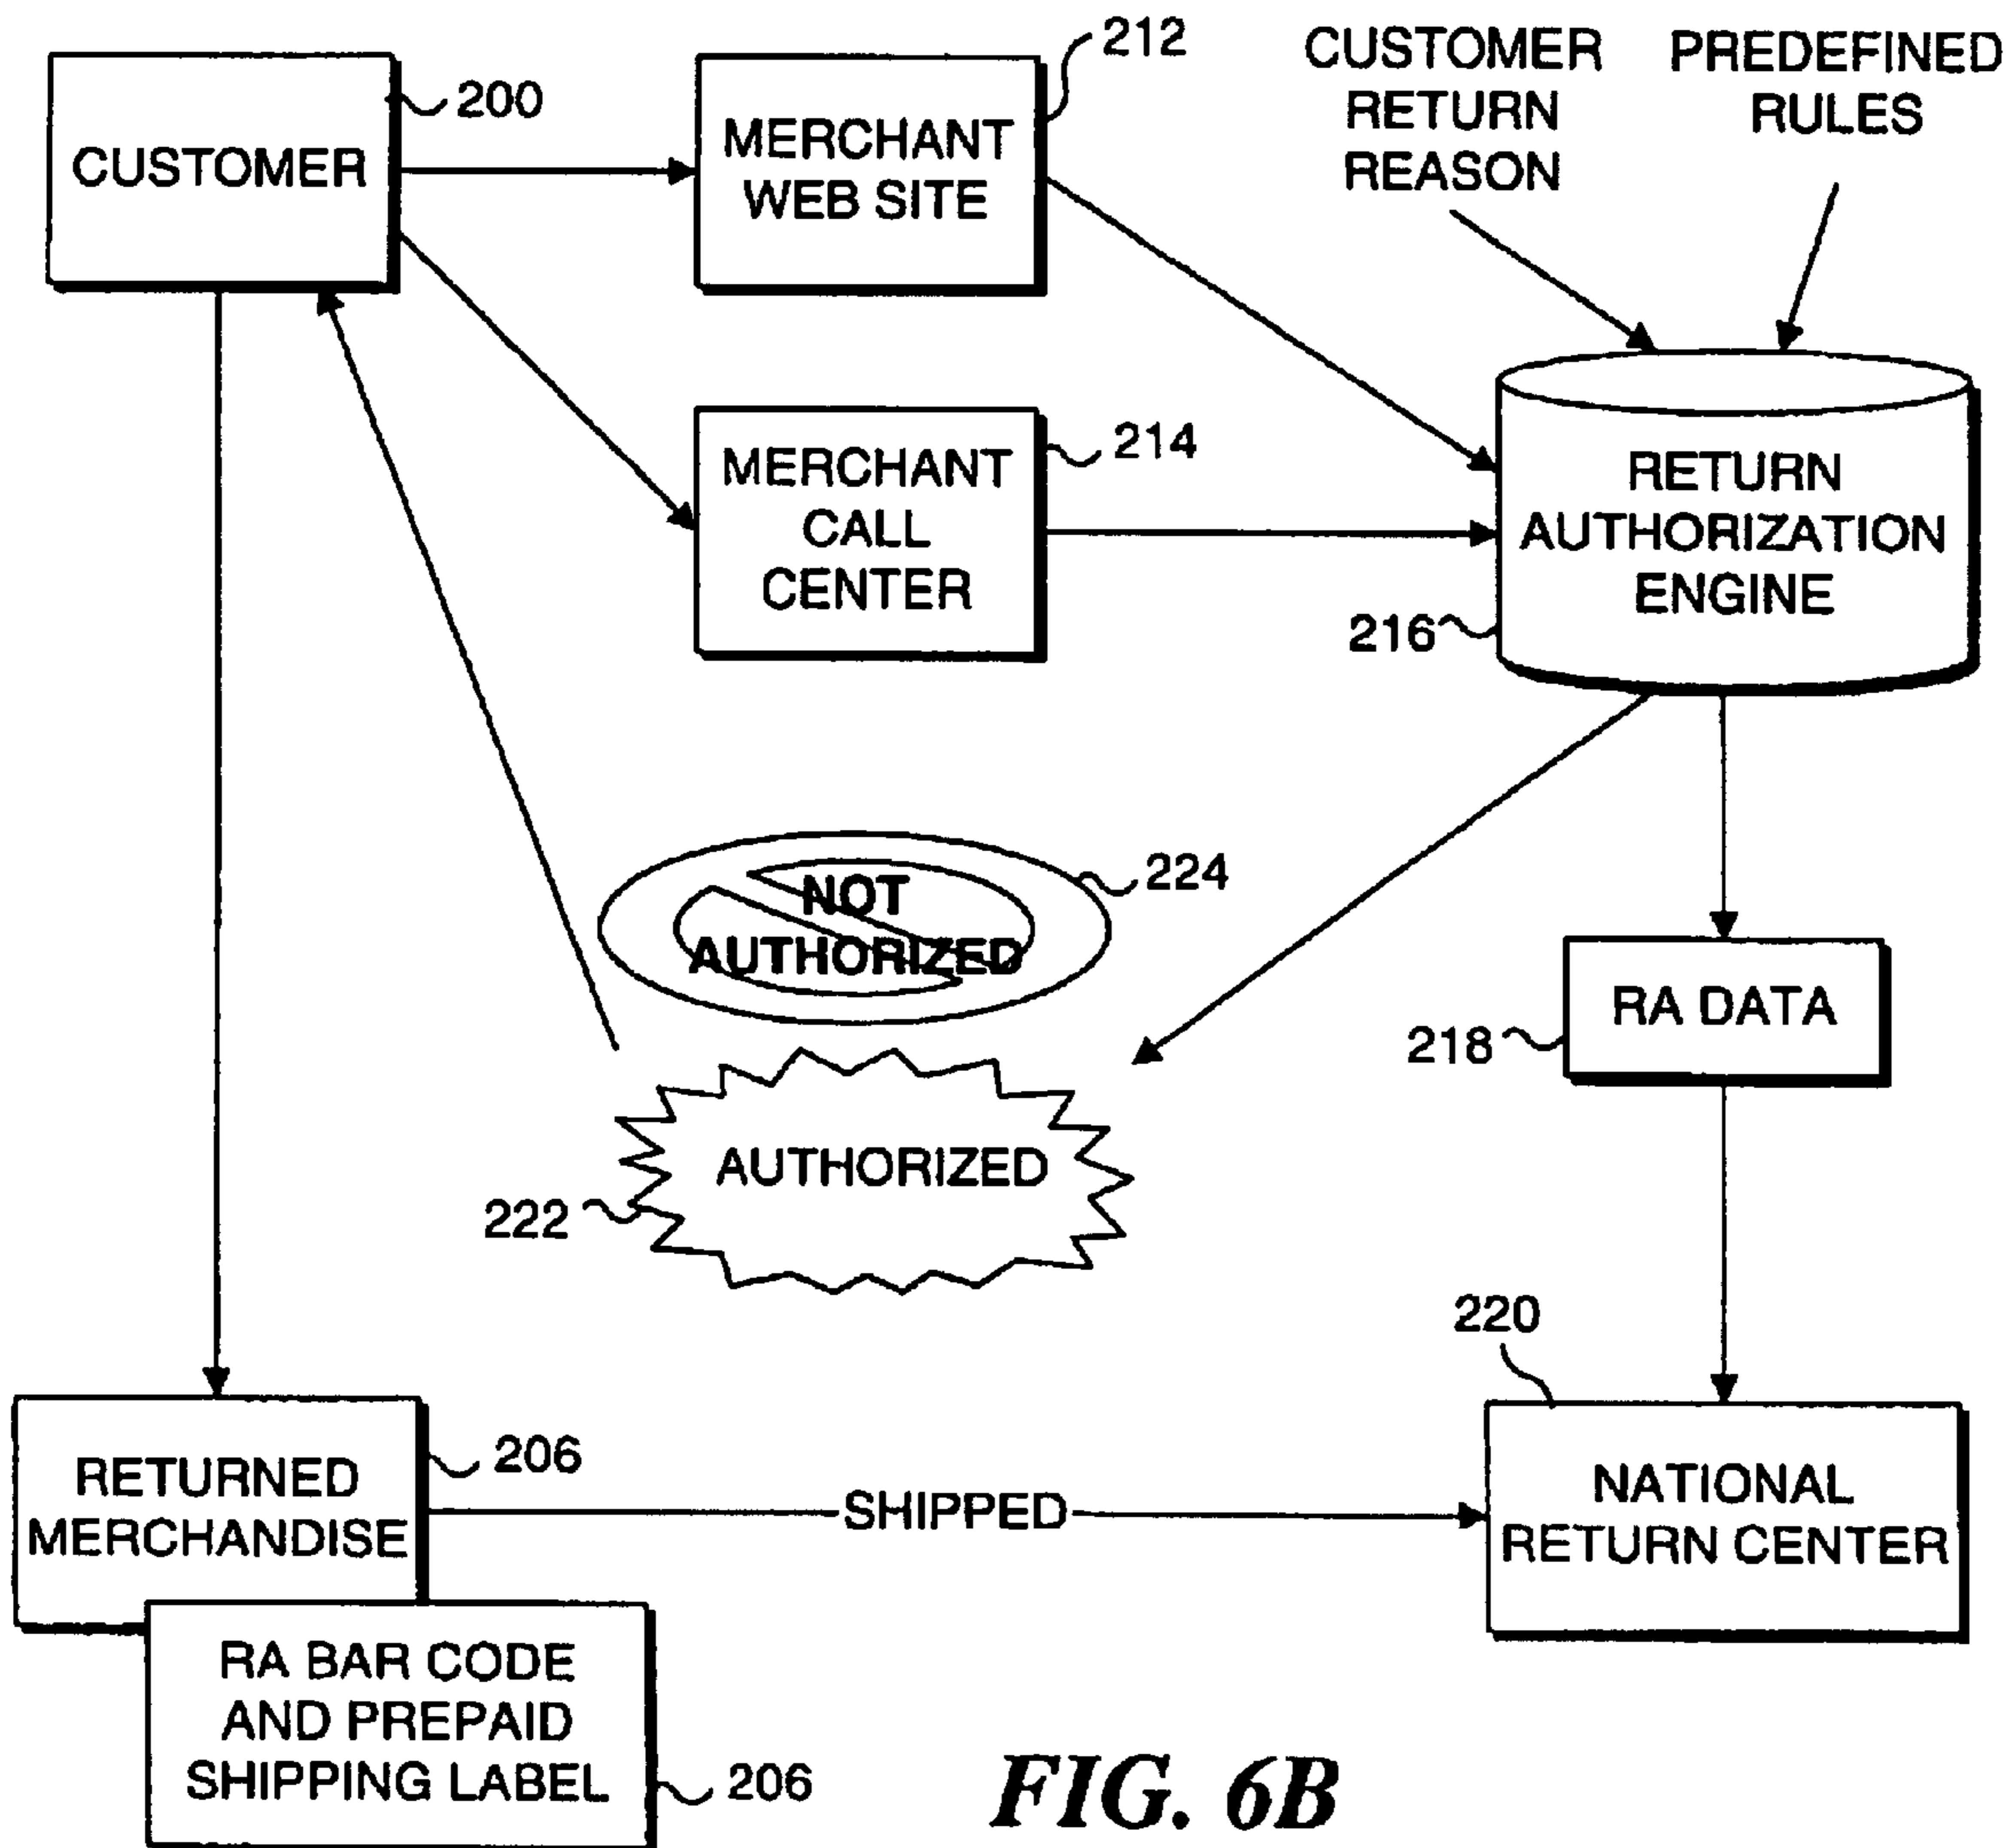 CUSTOMER
200
MERCHANT
WEB SITE
212
CUSTOMER
RETURN
REASON
PREDEFINED
RULES
MERCHANT
CALL
CENTER
214
RETURN
AUTHORIZATION
ENGINE
216
NOT
AUTHORIZED
224
RA DATA
218
AUTHORIZED
222
220
RETURNED
MERCHANDISE
206
SHIPPED
NATIONAL
RETURN CENTER
RA BAR CODE
AND PREPAID
SHIPPING LABEL
206
FIG. 6B